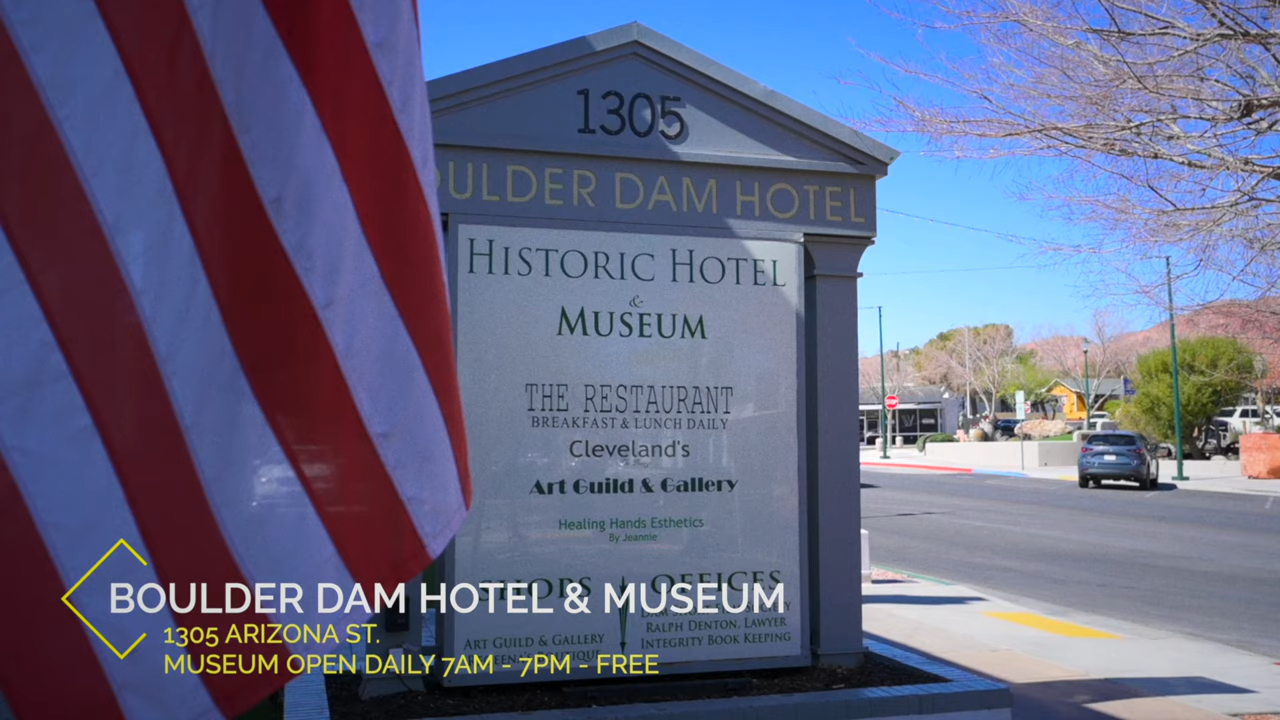 1305
OULDER DAM HOTEL
HISTORIC HOTEL
&
MUSEUM
THE RESTAURANT
BREAKFAST & LUNCH DAILY
Cleveland's
Art Guild & Gallery
Healing Hands Esthetics
By Jeannie
SHOPS OFFICES
RALPH DENTON, LAWYER
ART GUILD & GALLERY
INTEGRITY BOOK KEEPING
BOULDER DAM HOTEL & MUSEUM
1305 ARIZONA ST.
MUSEUM OPEN DAILY 7AM - 7PM - FREE